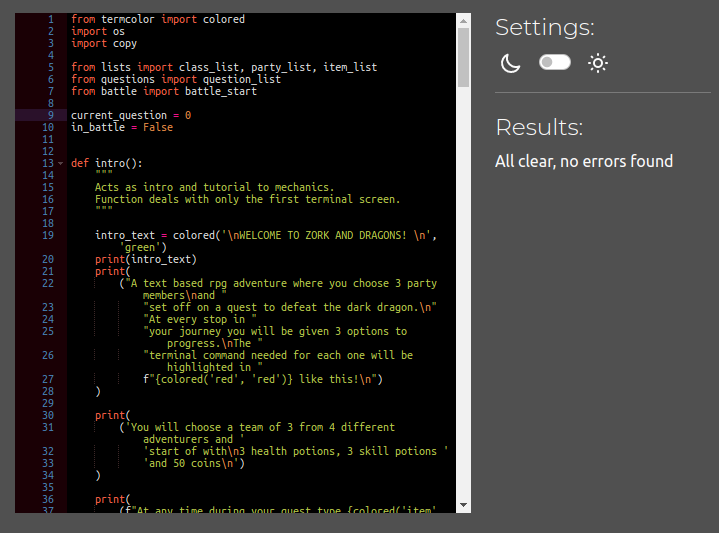 1 from termcolor import colored
2 import os
3 import copy
4
5 from lists import class_list, party_list, item_list
6 from questions import question_list
7 from battle import battle_start
8
9 current_question = 0
10 in_battle = False
11
12
13 def intro():
14 """
15 Acts as intro and tutorial to mechanics.
16 Function deals with only the first terminal screen.
17 """
18
19 intro_text = colored('\nWELCOME TO ZORK AND DRAGONS! \n',
'green')
20 print(intro_text)
21 print(
22 ("A text based rpg adventure where you choose 3 party
members\nand "
23 "set off on a quest to defeat the dark dragon.\n"
24 "At every stop in "
25 "your journey you will be given 3 options to
progress.\nThe "
26 "terminal command needed for each one will be
highlighted in "
27 f"{colored('red', 'red')} like this!\n")
28 )
29
30 print(
31 ('You will choose a team of 3 from 4 different
adventurers and '
32 'start of with\n3 health potions, 3 skill potions '
33 'and 50 coins\n')
34 )
35
36 print(
37 (f"At any time during your quest type {colored('item',
Settings:
Results:
All clear, no errors found